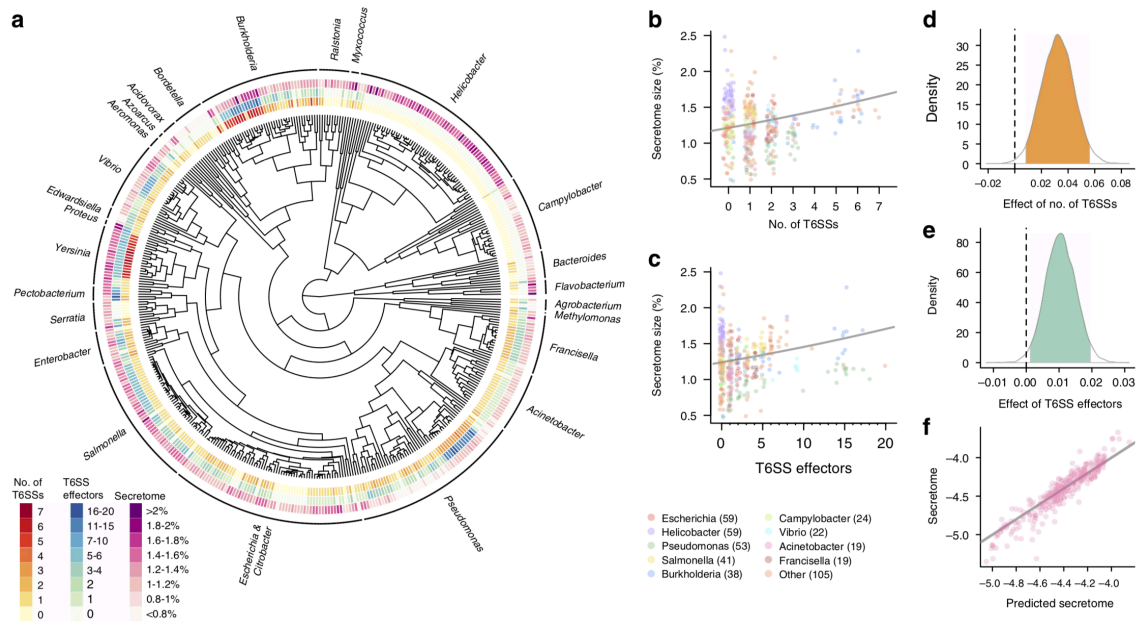 a
Burkholderia
Ralstonia
Myxococcus
Helicobacter
Bordetella
Acidovorax
Azoarcus
Aeromonas
Vibrio
Edwardsiella
Proteus
Yersinia
Pectobacterium
Serratia
Enterobacter
Salmonella
Escherichia &
Citrobacter
Pseudomonas
Acinetobacter
Francisella
Methylomonas
Agrobacterium
Flavobacterium
Bacteroides
Campylobacter
No. of
T6SSs
7
6
5
4
3
2
1
0
T6SS
effectors
16-20
11-15
7-10
5-6
3-4
2
1
0
Secretome
>2%
1.8-2%
1.6-1.8%
1.4-1.6%
1.2-1.4%
1-1.2%
0.8-1%
<0.8%
b
Secretome size (%)
2.5
2.0
1.5
1.0
0.5
0 1 2 3 4 5 6 7
No. of T6SSs
c
Secretome size (%)
2.5
2.0
1.5
1.0
0.5
0 5 10 15 20
T6SS effectors
Escherichia (59)
Helicobacter (59)
Pseudomonas (53)
Salmonella (41)
Burkholderia (38)
Campylobacter (24)
Vibrio (22)
Acinetobacter (19)
Francisella (19)
Other (105)
d
Density
30
25
20
15
10
5
0
−0.02 0.02 0.04 0.06 0.08
Effect of no. of T6SSs
e
Density
80
60
40
20
0
−0.01 0.00 0.01 0.02 0.03
Effect of T6SS effectors
f
Secretome
−4.0
−4.5
−5.0
−5.0 −4.8 −4.6 −4.4 −4.2 −4.0
Predicted secretome